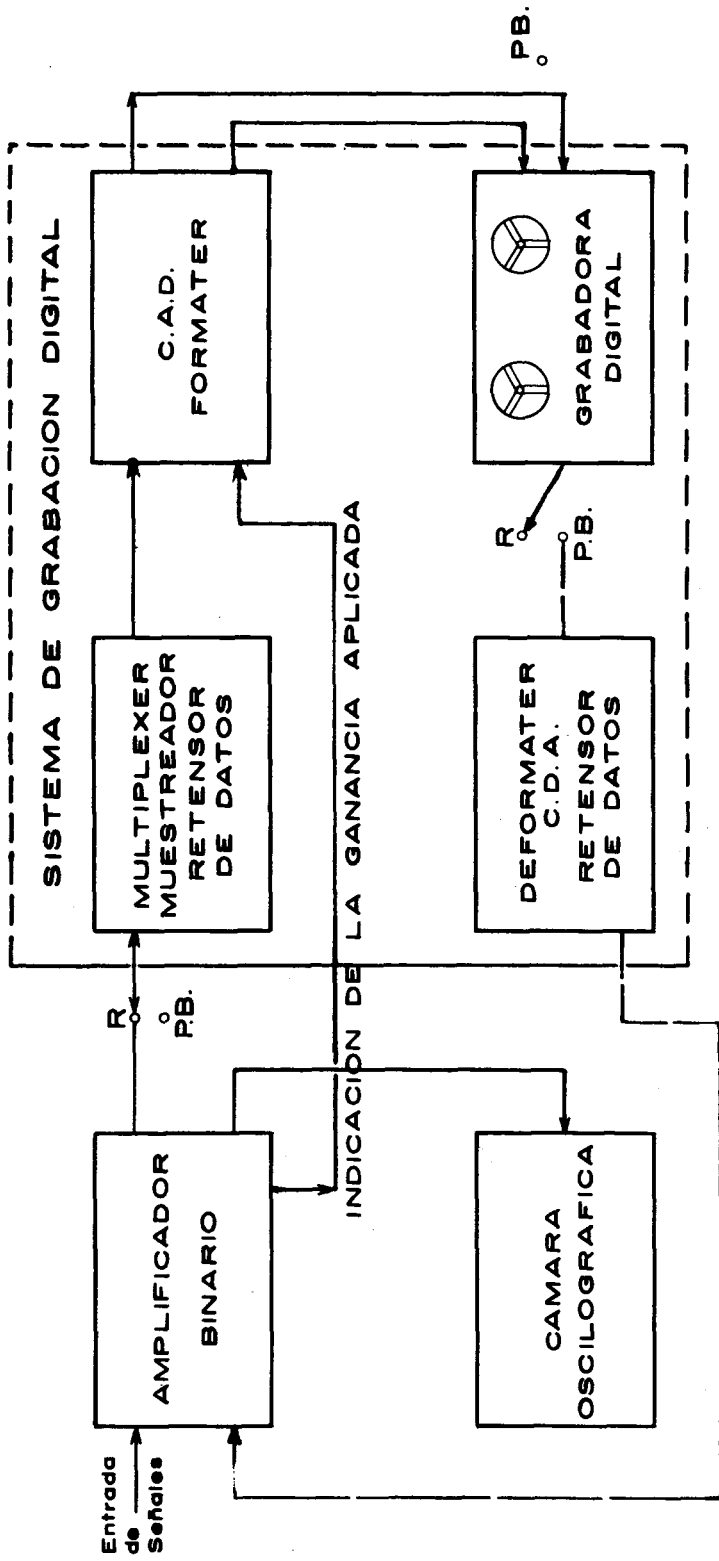 SISTEMA DE GRABACION DIGITAL
Entrada
de
Señales
AMPLIFICADOR
BINARIO
R
P.B.
MULTIPLEXER
MUESTREADOR
RETENSOR
DE DATOS
C.A.D.
FORMATER
INDICACION DE LA GANANCIA APLICADA
CAMARA
OSCILOGRAFICA
DEFORMATER
C.D.A.
RETENSOR
DE DATOS
R
P.B.
GRABADORA
DIGITAL
PB.